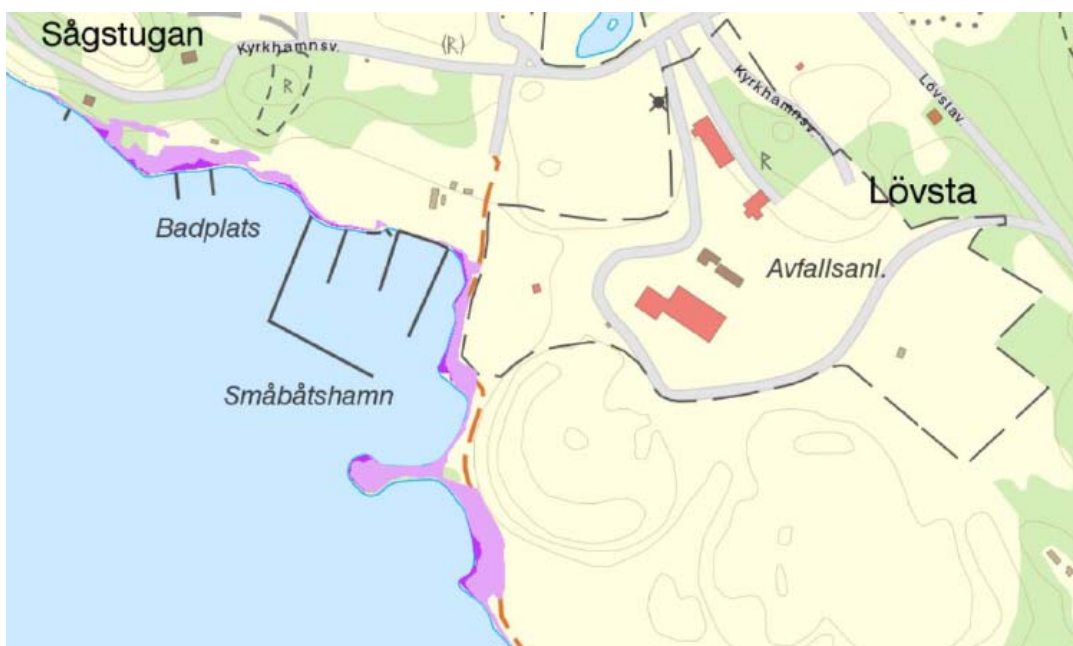 Sågstugan
Kyrkhamnsv.
(R)
R
Kyrkhamnsv.
Lövstav.
R
Lövsta
Badplats
Avfallsanl.
Småbåtshamn